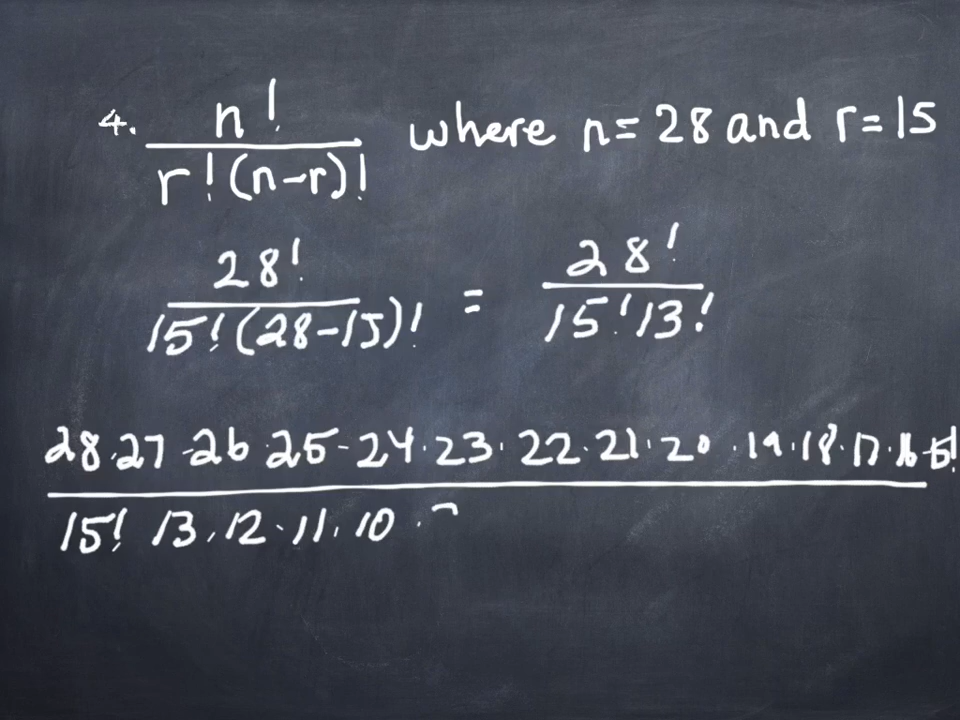 4. n! / r!(n-r)! where n=28 and r=15
28! / 15!(28-15)! = 28! / 15!13!
28·27·26·25·24·23·22·21·20·19·18·17·16·15!
15! 13·12·11·10·